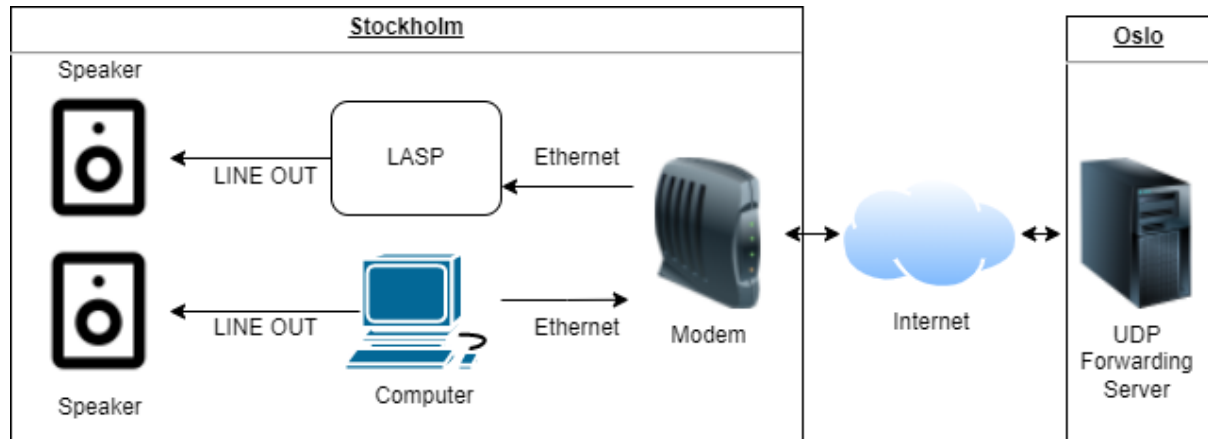 Stockholm
Oslo
Speaker
LASP
Ethernet
LINE OUT
LINE OUT
Ethernet
Modem
Internet
UDP
Forwarding
Server
Computer
Speaker